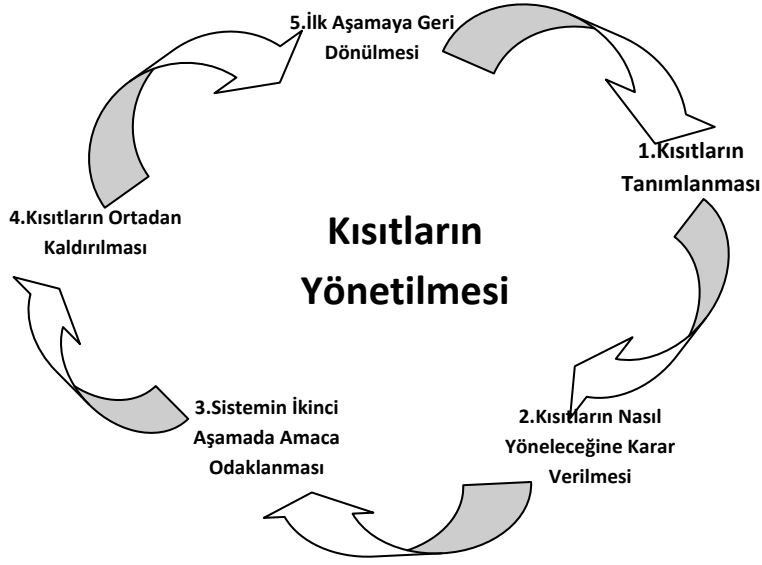 5.İlk Aşamaya Geri
Dönülmesi
1.Kısıtların
Tanımlanması
4.Kısıtların Ortadan
Kaldırılması
Kısıtların
Yönetilmesi
3.Sistemin İkinci
Aşamada Amaca
Odaklanması
2.Kısıtların Nasıl
Yöneleceğine Karar
Verilmesi